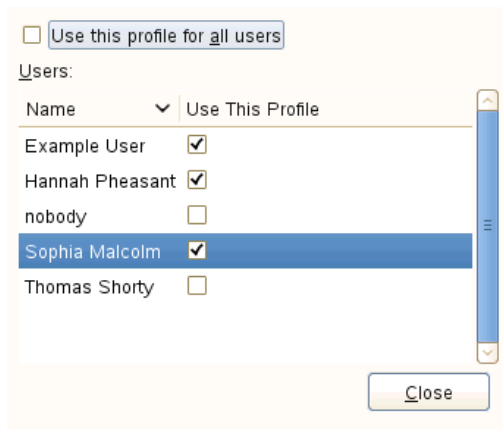 Use this profile for all users
Users:
Name Use This Profile
Example User
Hannah Pheasant
nobody
Sophia Malcolm
Thomas Shorty
Close